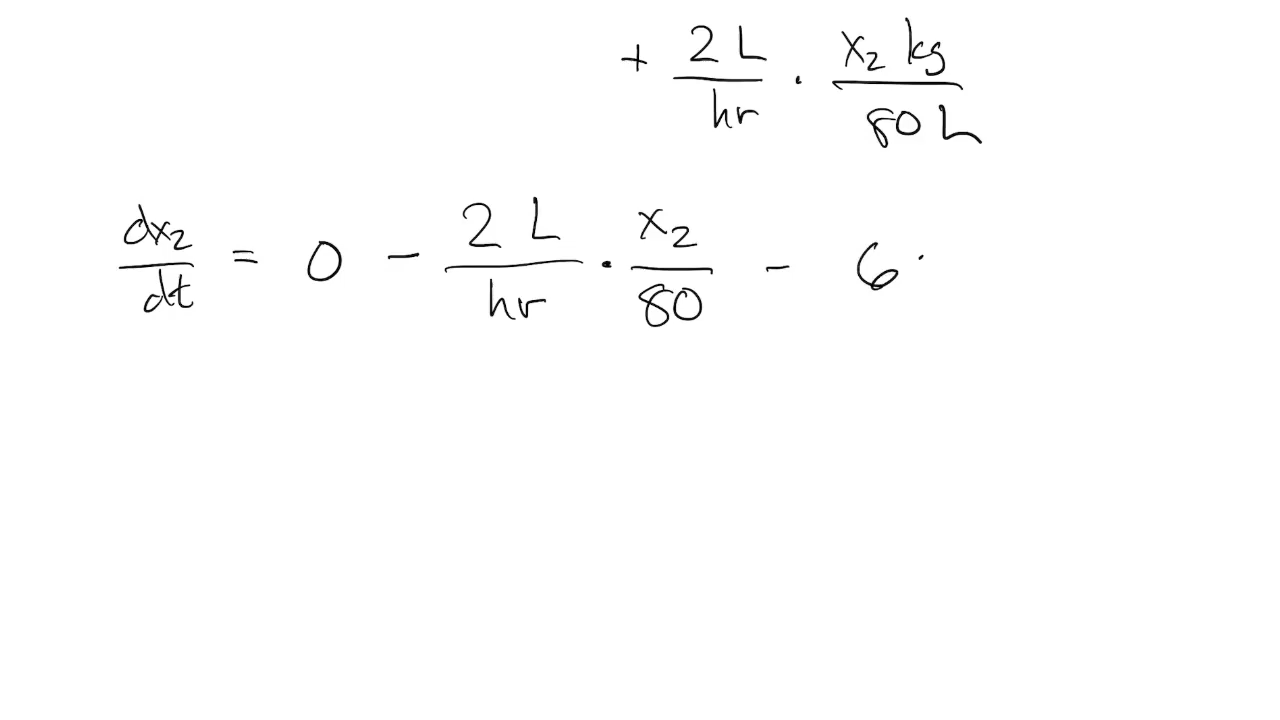 + 2 L / hr · x₂ kg / 80 L
dx₂ / dt = 0 - 2 L / hr · x₂ / 80 - 6 ·